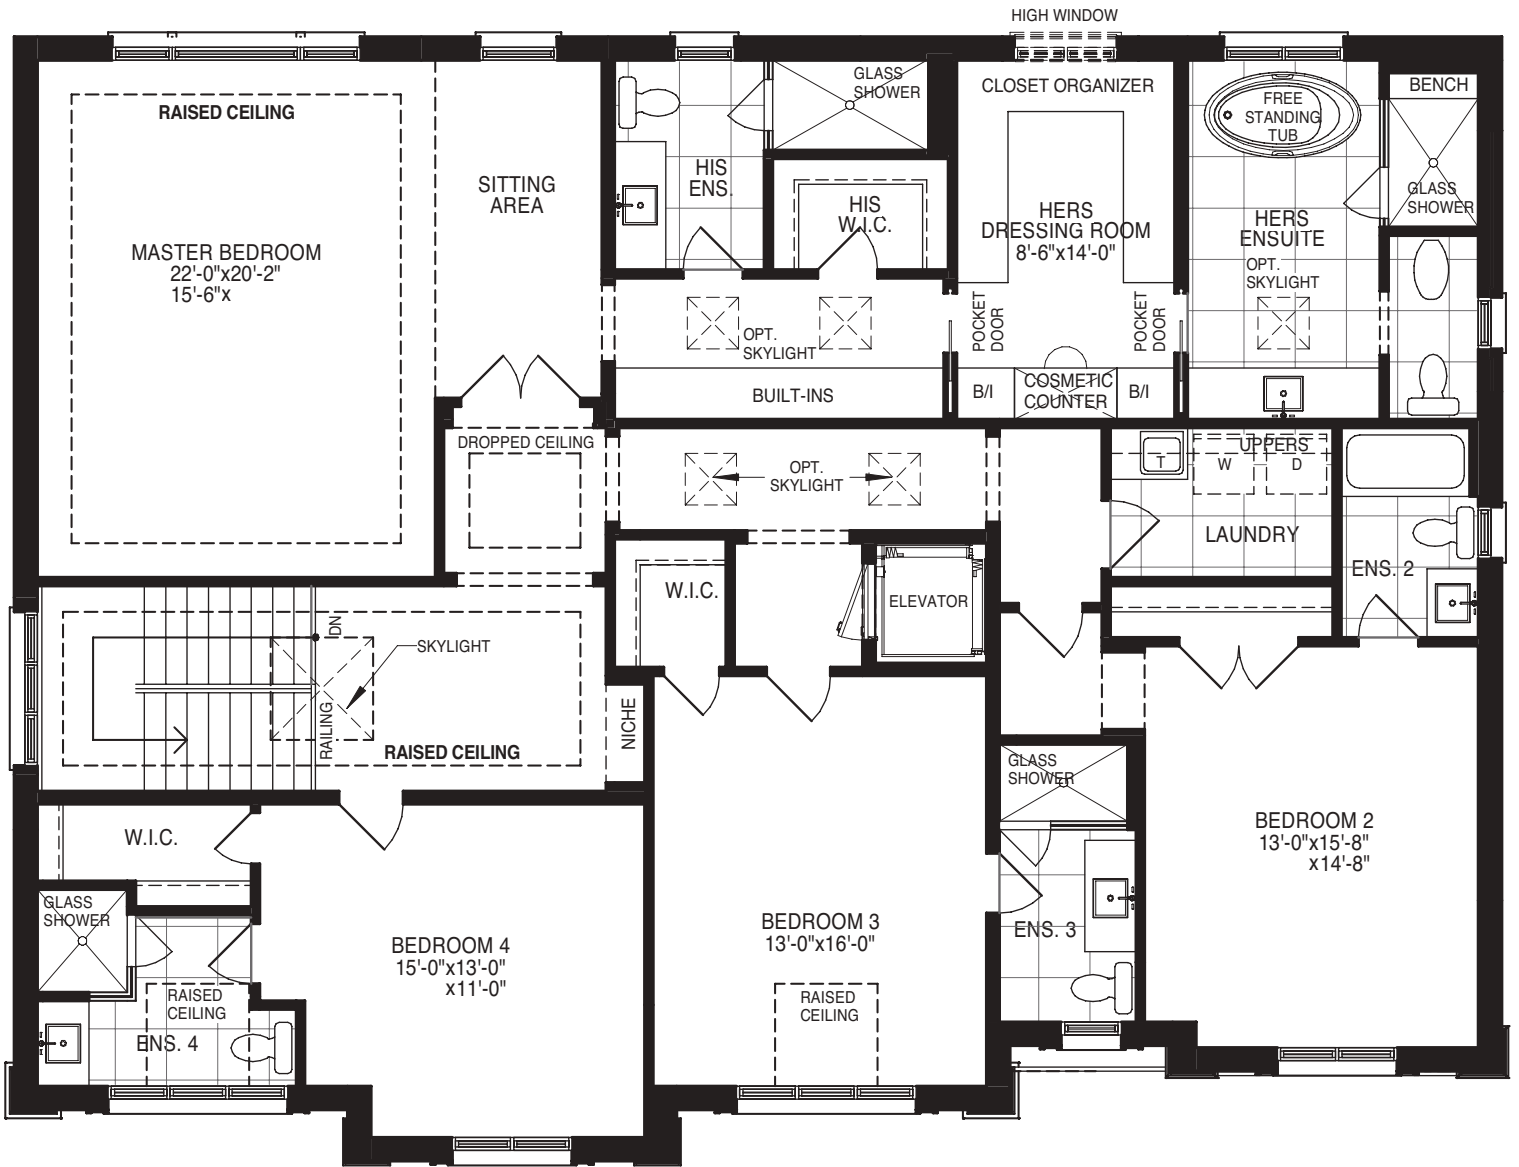 HIGH WINDOW
RAISED CEILING
MASTER BEDROOM
22'-0"x20'-2"
15'-6"x
SITTING
AREA
HIS
ENS.
GLASS
SHOWER
HIS
W.I.C.
CLOSET ORGANIZER
HERS
DRESSING ROOM
8'-6"x14'-0"
FREE
STANDING
TUB
BENCH
GLASS
SHOWER
HERS
ENSUITE
OPT.
SKYLIGHT
OPT.
SKYLIGHT
POCKET
DOOR
POCKET
DOOR
BUILT-INS
B/I
COSMETIC
COUNTER
B/I
DROPPED CEILING
OPT.
SKYLIGHT
UPPERS
T
W
D
LAUNDRY
ENS. 2
W.I.C.
ELEVATOR
DN
SKYLIGHT
RAILING
RAISED CEILING
NICHE
GLASS
SHOWER
W.I.C.
GLASS
SHOWER
BEDROOM 2
13'-0"x15'-8"
x14'-8"
BEDROOM 3
13'-0"x16'-0"
ENS. 3
BEDROOM 4
15'-0"x13'-0"
x11'-0"
RAISED
CEILING
ENS. 4
RAISED
CEILING